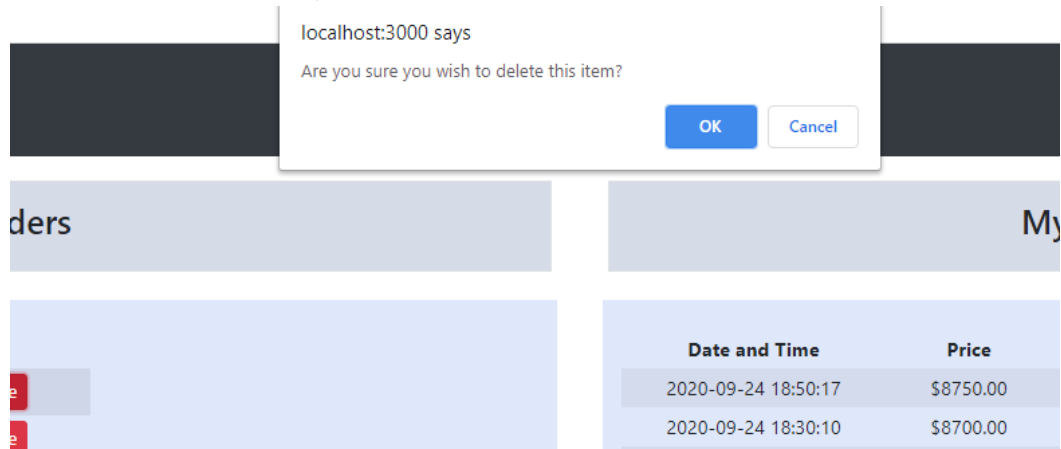 localhost:3000 says
Are you sure you wish to delete this item?
OK Cancel
ders
My
Date and Time Price
e 2020-09-24 18:50:17 $8750.00
e 2020-09-24 18:30:10 $8700.00